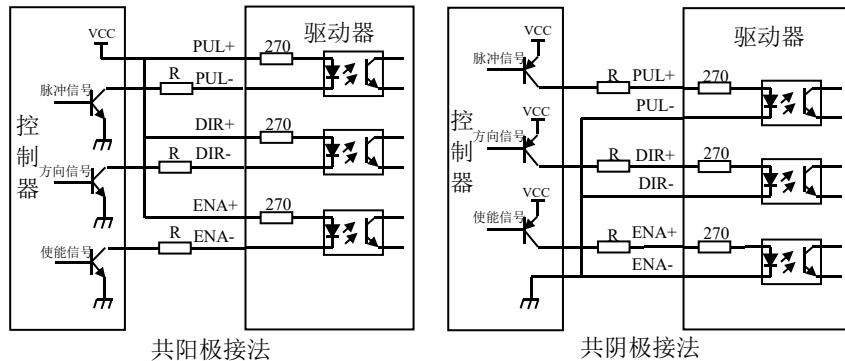 VCC
PUL+
270
驱动器
R
PUL-
脉冲信号
控制器
DIR+
270
R
DIR-
方向信号
ENA+
270
R
ENA-
使能信号
共阳极接法
VCC
驱动器
脉冲信号
R
PUL+
270
PUL-
VCC
控制器
方向信号
R
DIR+
270
DIR-
VCC
使能信号
R
ENA+
270
ENA-
共阴极接法